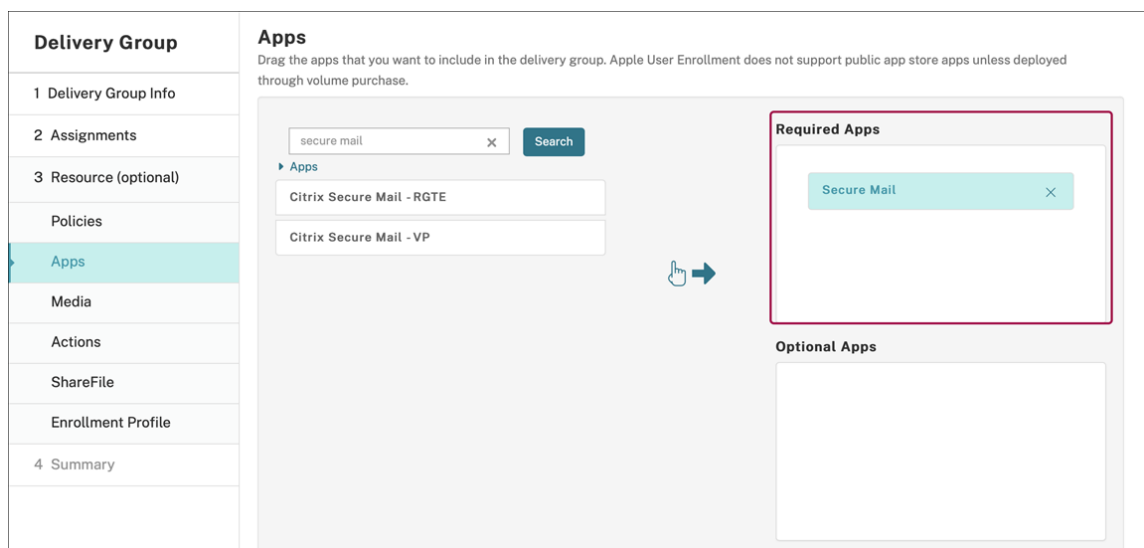 Delivery Group
1 Delivery Group Info
2 Assignments
3 Resource (optional)
Policies
Apps
Media
Actions
ShareFile
Enrollment Profile
4 Summary
Apps
Drag the apps that you want to include in the delivery group. Apple User Enrollment does not support public app store apps unless deployed
through volume purchase.
secure mail
Search
Apps
Citrix Secure Mail - RGTE
Citrix Secure Mail - VP
Required Apps
Secure Mail
Optional Apps